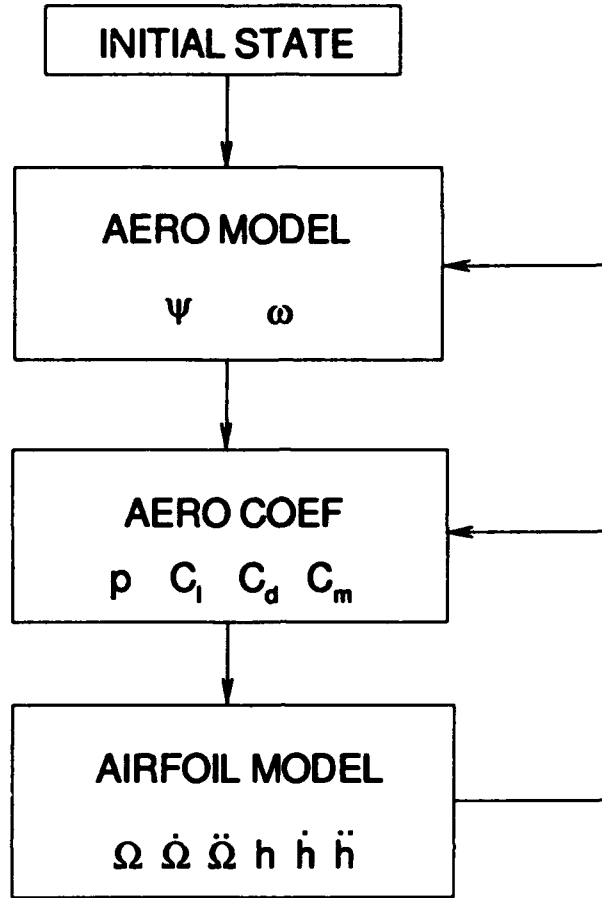 INITIAL STATE
AERO MODEL
Ψ ω
AERO COEF
p C_l C_d C_m
AIRFOIL MODEL
Ω Ω̇ Ω̈ h ḣ ḧ